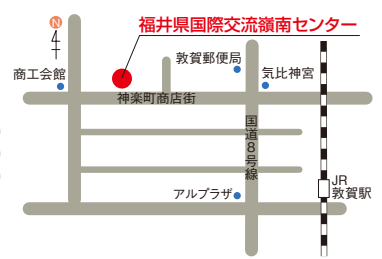 福井県国際交流嶺南センター
N
敦賀郵便局
商工会館
気比神宮
神楽町商店街
国道8号線
JR
敦賀駅
アルプラザ